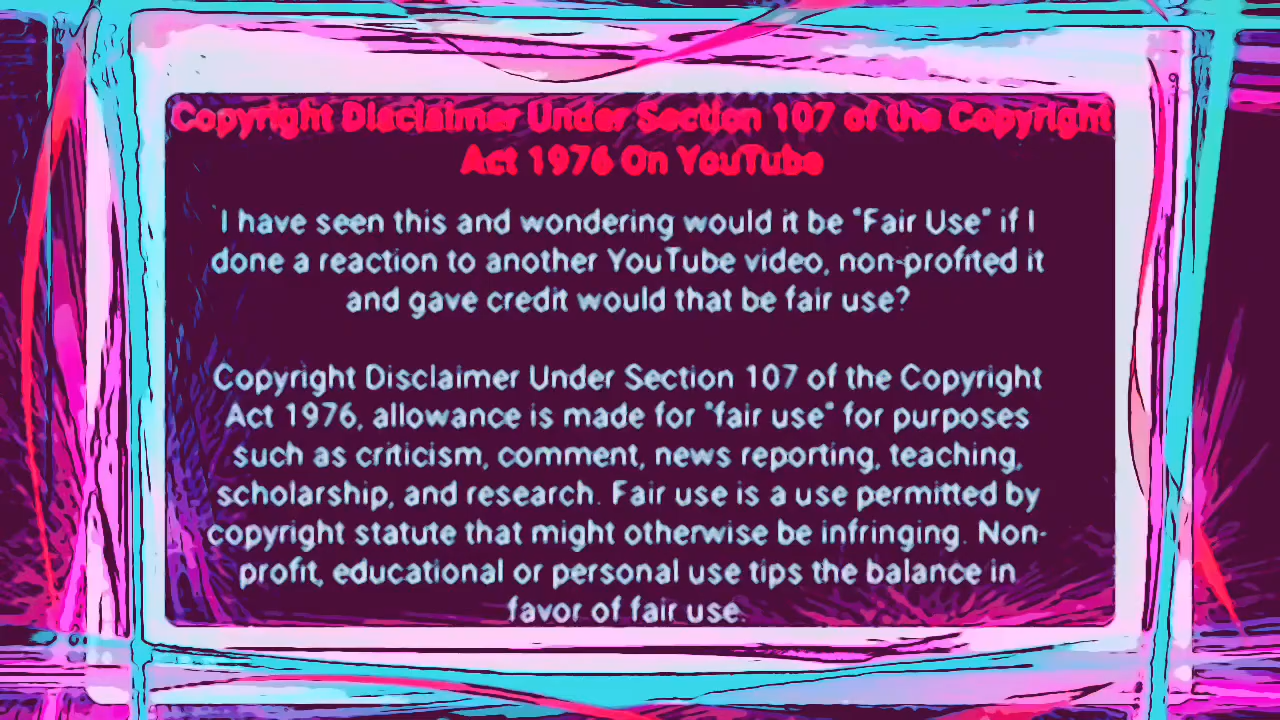 Copyright Disclaimer Under Section 107 of the Copyright
Act 1976 On YouTube
I have seen this and wondering would it be "Fair Use" if I
done a reaction to another YouTube video, non-profited it
and gave credit would that be fair use?
Copyright Disclaimer Under Section 107 of the Copyright
Act 1976, allowance is made for "fair use" for purposes
such as criticism, comment, news reporting, teaching,
scholarship, and research. Fair use is a use permitted by
copyright statute that might otherwise be infringing. Non-
profit, educational or personal use tips the balance in
favor of fair use.